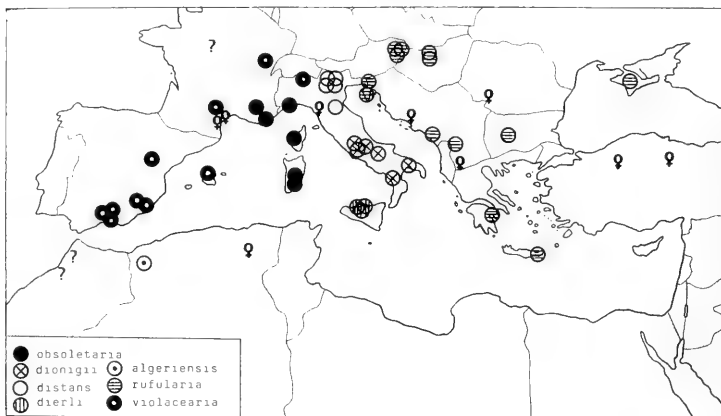 ?
?
?
obsoletaria
dionigii
algeriensis
distans
rufularia
dierli
violacearia